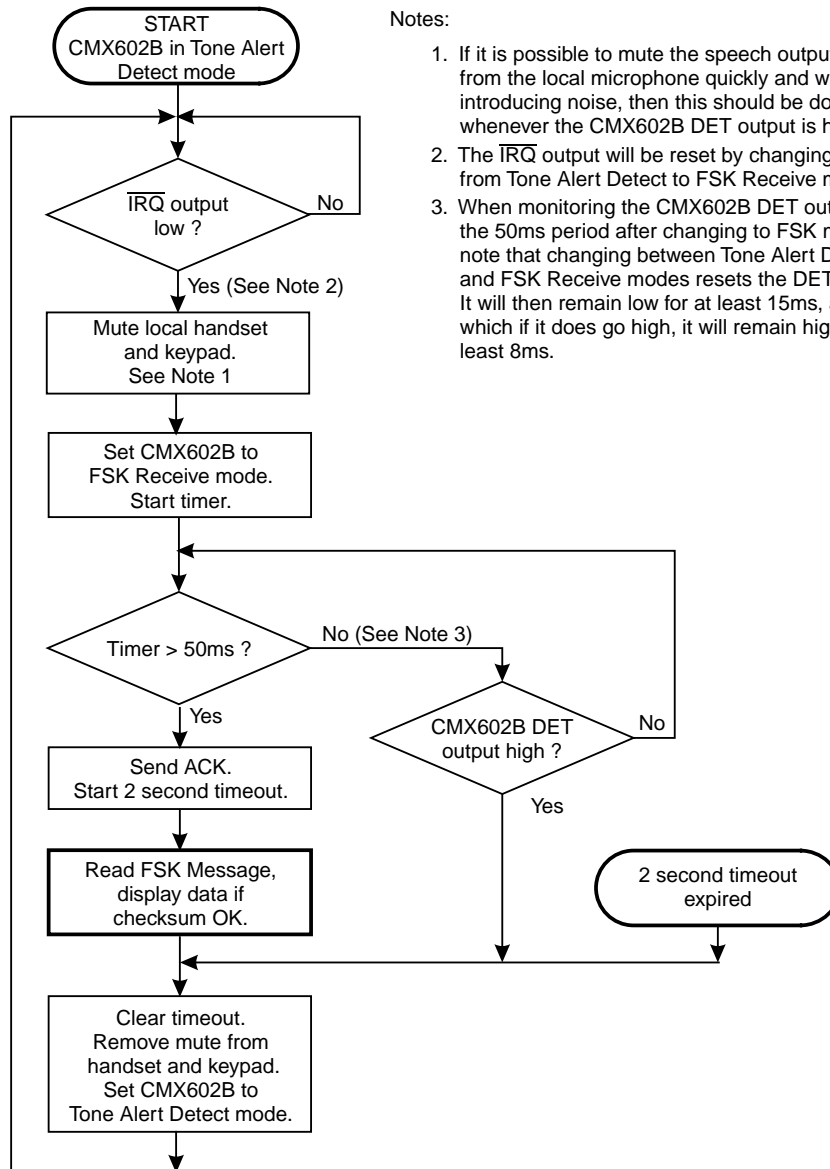 START
CMX602B in Tone Alert
Detect mode
IRQ output
low ?
No
Yes (See Note 2)
Mute local handset
and keypad.
See Note 1
Set CMX602B to
FSK Receive mode.
Start timer.
Timer > 50ms ?
No (See Note 3)
Yes
CMX602B DET
output high ?
No
Yes
Send ACK.
Start 2 second timeout.
Read FSK Message,
display data if
checksum OK.
2 second timeout
expired
Clear timeout.
Remove mute from
handset and keypad.
Set CMX602B to
Tone Alert Detect mode.
Notes:
1. If it is possible to mute the speech outpu
from the local microphone quickly and w
introducing noise, then this should be do
whenever the CMX602B DET output is h
2. The IRQ output will be reset by changing
from Tone Alert Detect to FSK Receive
3. When monitoring the CMX602B DET out
the 50ms period after changing to FSK
note that changing between Tone Alert D
and FSK Receive modes resets the DET
It will then remain low for at least 15ms,
which if it does go high, it will remain hig
least 8ms.